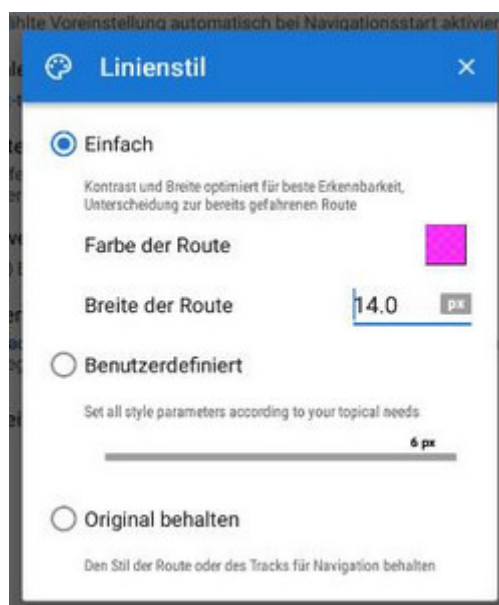 hlte Voreinstellung automatisch bei Navigationsstart aktivier
Linienstil
Einfach
Kontrast und Breite optimiert für beste Erkennbarkeit,
Unterscheidung zur bereits gefahrenen Route
Farbe der Route
Breite der Route 14.0 px
Benutzerdefiniert
Set all style parameters according to your topical needs
6 px
Original behalten
Den Stil der Route oder des Tracks für Navigation behalten